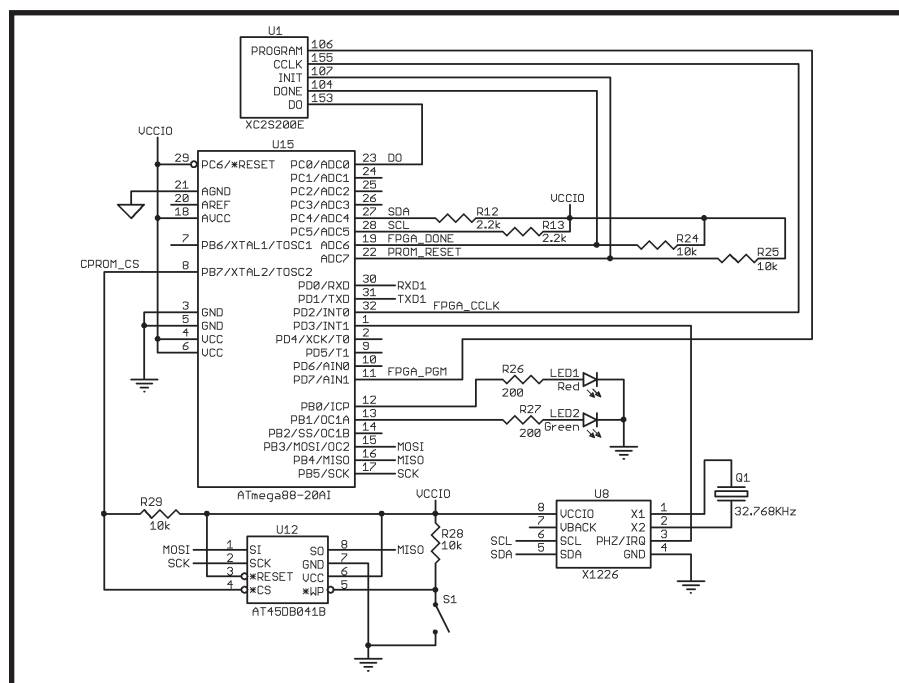 U1
PROGRAM 106
CCLK 155
INIT 107
DONE 104
DO 153
XC2S200E
VCCIO
U15
29 PC6/*RESET PC0/ADC0 23 DO
PC1/ADC1 24
21 AGND PC2/ADC2 25
20 AREF PC3/ADC3 26
18 AVCC PC4/ADC4 27 SDA R12 2.2k VCCIO
PC5/ADC5 28 SCL R13 2.2k
7 PB6/XTAL1/TOSC1 ADC6 19 FPGA_DONE R24 10k
ADC7 22 PROM_RESET R25 10k
CPROM_CS 8 PB7/XTAL2/TOSC2
PD0/RXD 30 RXD1
PD1/TXD 31 TXD1
3 GND PD2/INT0 32 FPGA_CCLK
5 GND PD3/INT1 1
4 VCC PD4/XCK/T0 2
6 VCC PD5/T1 9
PD6/AIN0 10
PD7/AIN1 11 FPGA_PGM
R26 200 LED1 Red
PB0/ICP 12
PB1/OC1A 13 R27 200 LED2 Green
PB2/SS/OC1B 14
PB3/MOSI/OC2 15 MOSI
PB4/MISO 16 MISO
PB5/SCK 17 SCK
ATmega88-20AI
R29 10k
VCCIO
R28 10k
U12
MOSI 1 SI SO 8 MISO
SCK 2 SCK GND 7
3 *RESET VCC 6
4 *CS *WP 5
AT45DB041B
S1
U8
8 VCCIO X1 1
7 VBACK X2 2
SCL 6 SCL PHZ/IRQ 3
SDA 5 SDA GND 4
X1226
Q1
32.768KHz